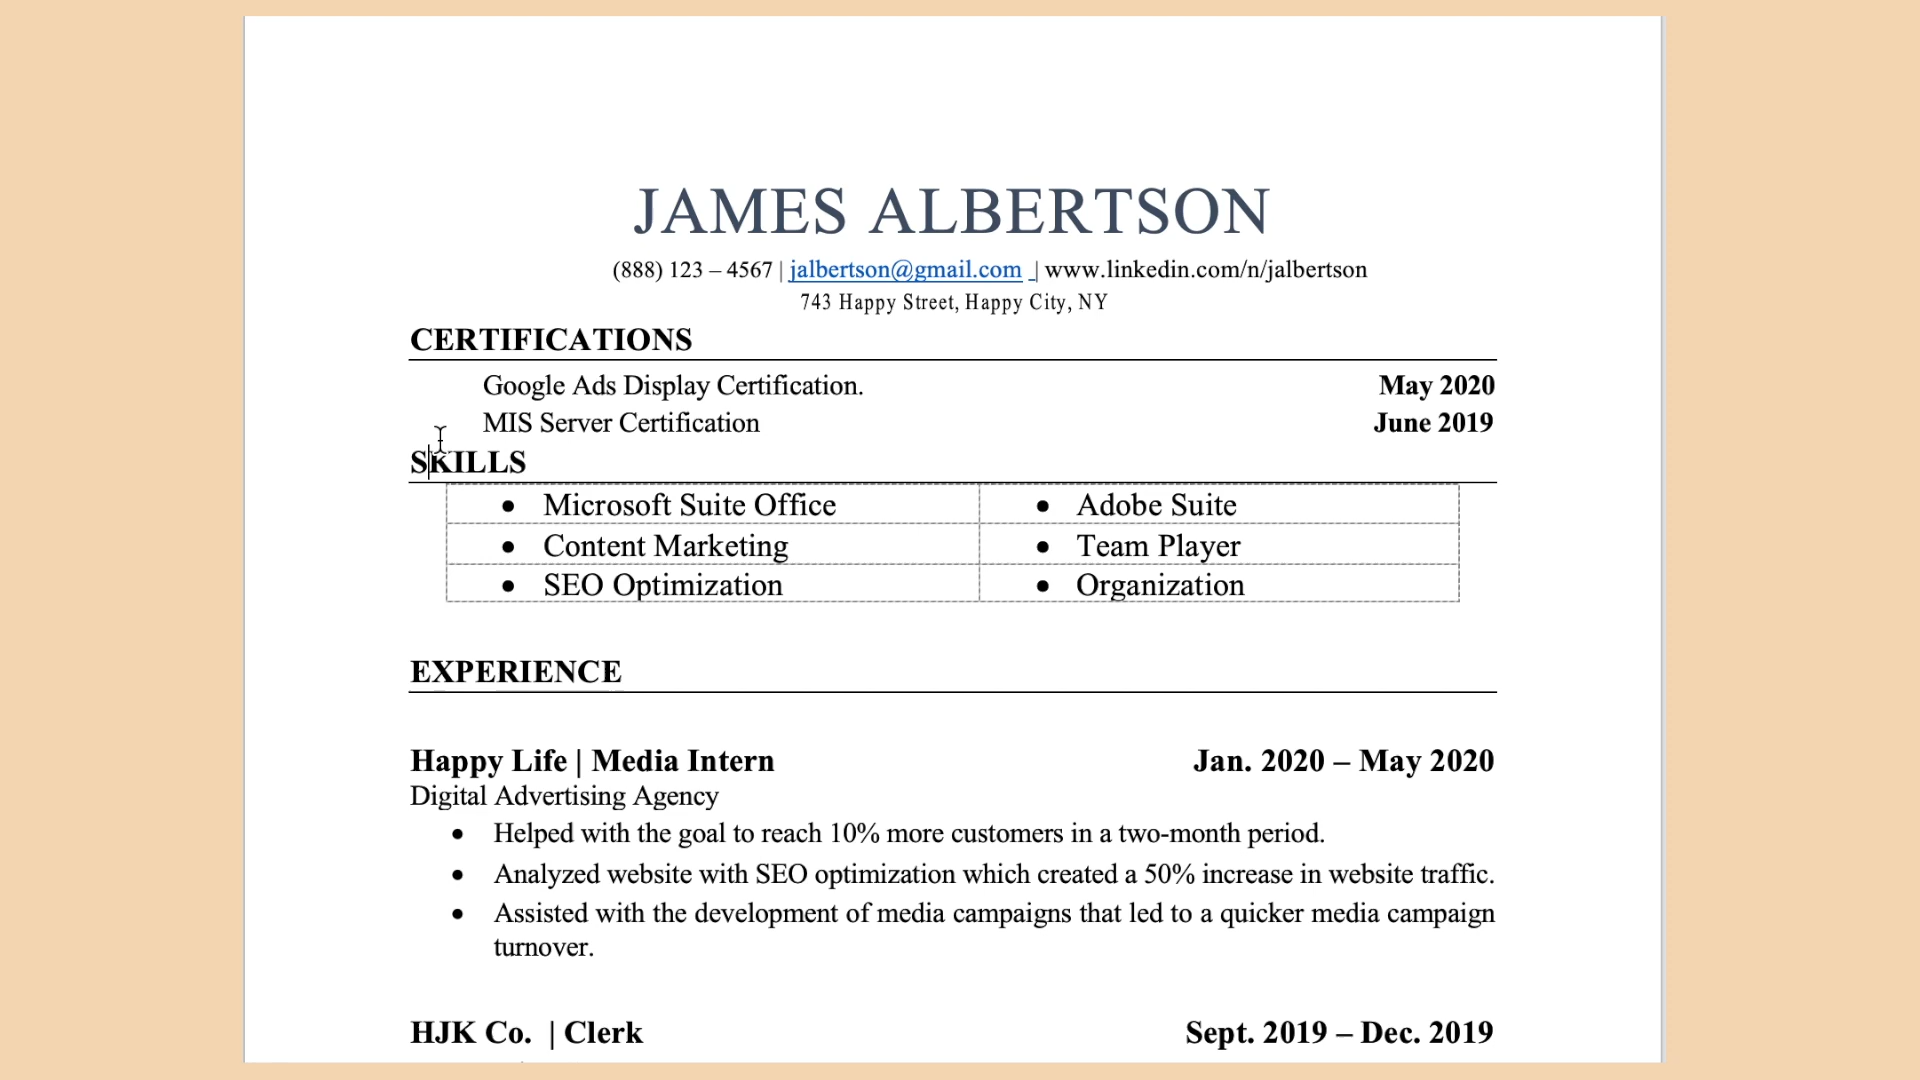 JAMES ALBERTSON
(888) 123 – 4567 | jalbertson@gmail.com | www.linkedin.com/n/jalbertson
743 Happy Street, Happy City, NY
CERTIFICATIONS
Google Ads Display Certification. May 2020
MIS Server Certification June 2019
SKILLS
• Microsoft Suite Office • Adobe Suite
• Content Marketing • Team Player
• SEO Optimization • Organization
EXPERIENCE
Happy Life | Media Intern Jan. 2020 – May 2020
Digital Advertising Agency
• Helped with the goal to reach 10% more customers in a two-month period.
• Analyzed website with SEO optimization which created a 50% increase in website traffic.
• Assisted with the development of media campaigns that led to a quicker media campaign
turnover.
HJK Co. | Clerk Sept. 2019 – Dec. 2019